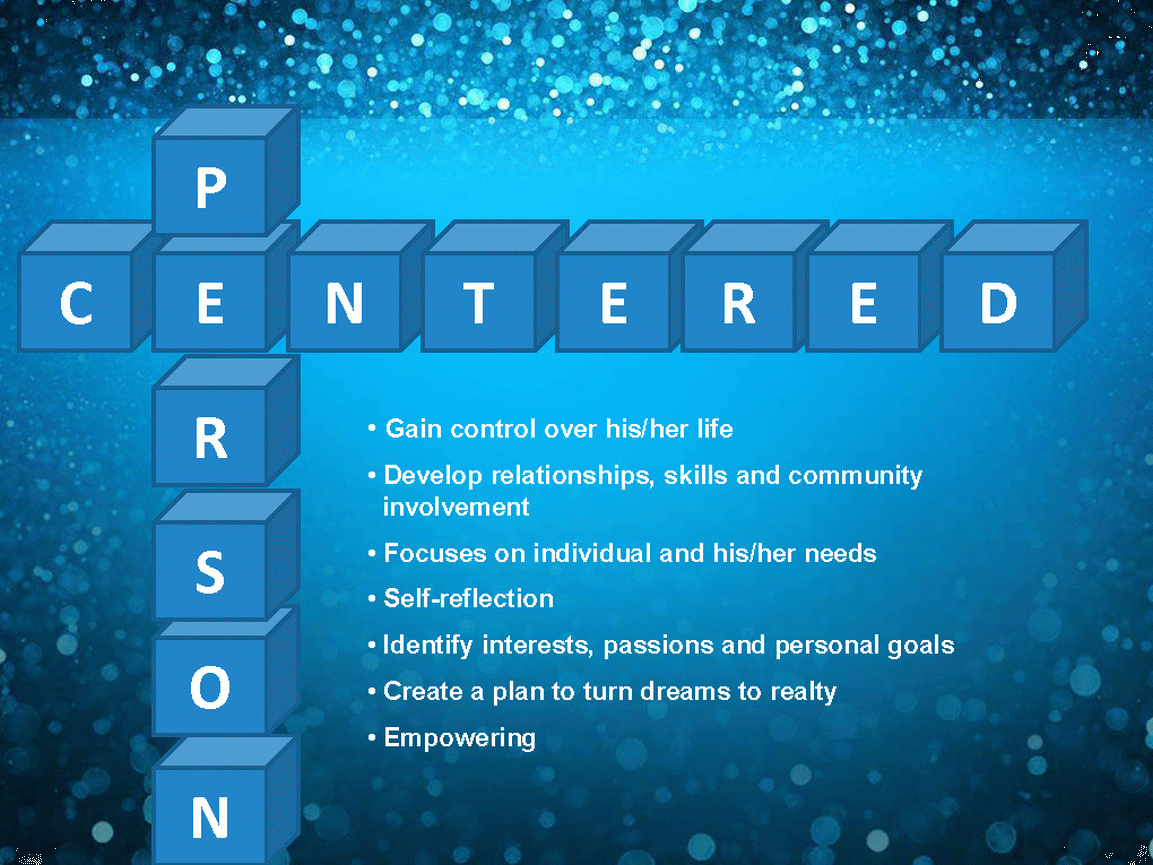 P
CENTERED
R
S
O
N
• Gain control over his/her life
• Develop relationships, skills and community
involvement
• Focuses on individual and his/her needs
• Self-reflection
• Identify interests, passions and personal goals
• Create a plan to turn dreams to realty
• Empowering